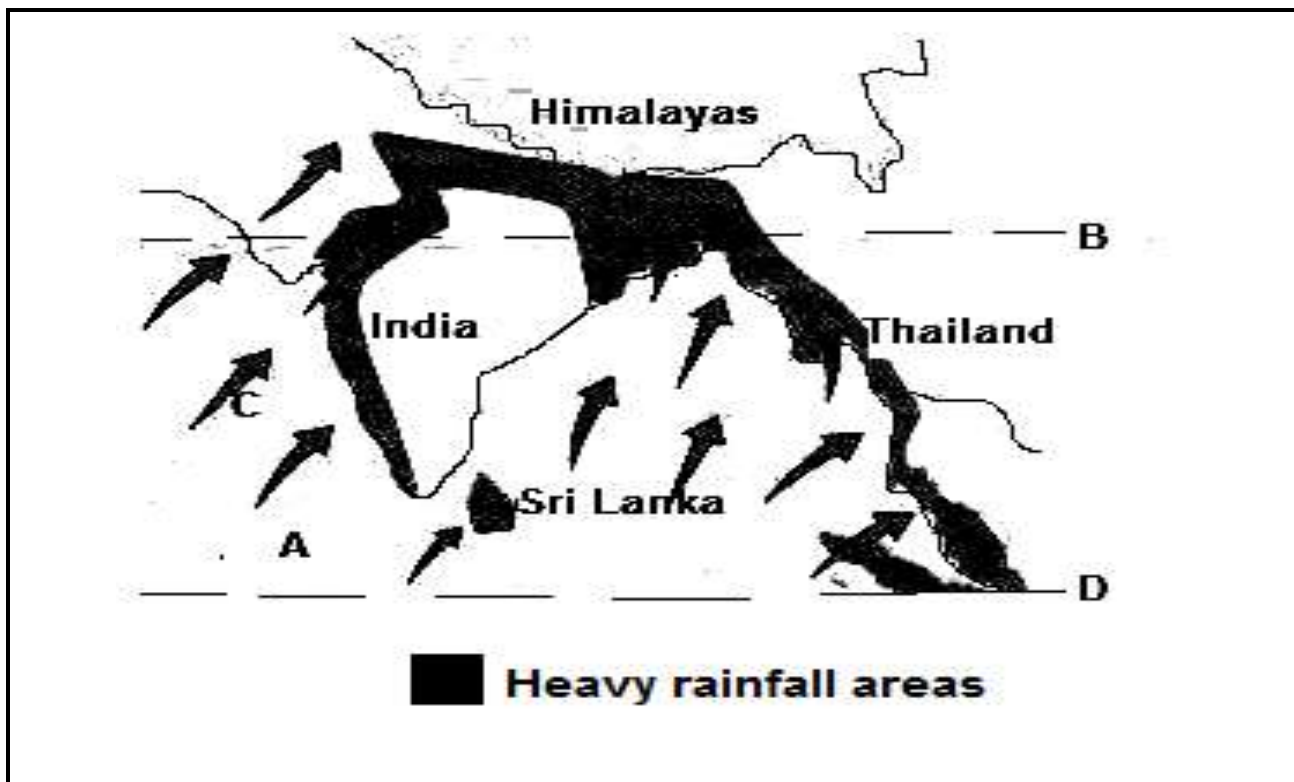 Himalayas
B
India
Thailand
C
Sri Lanka
A
D
Heavy rainfall areas